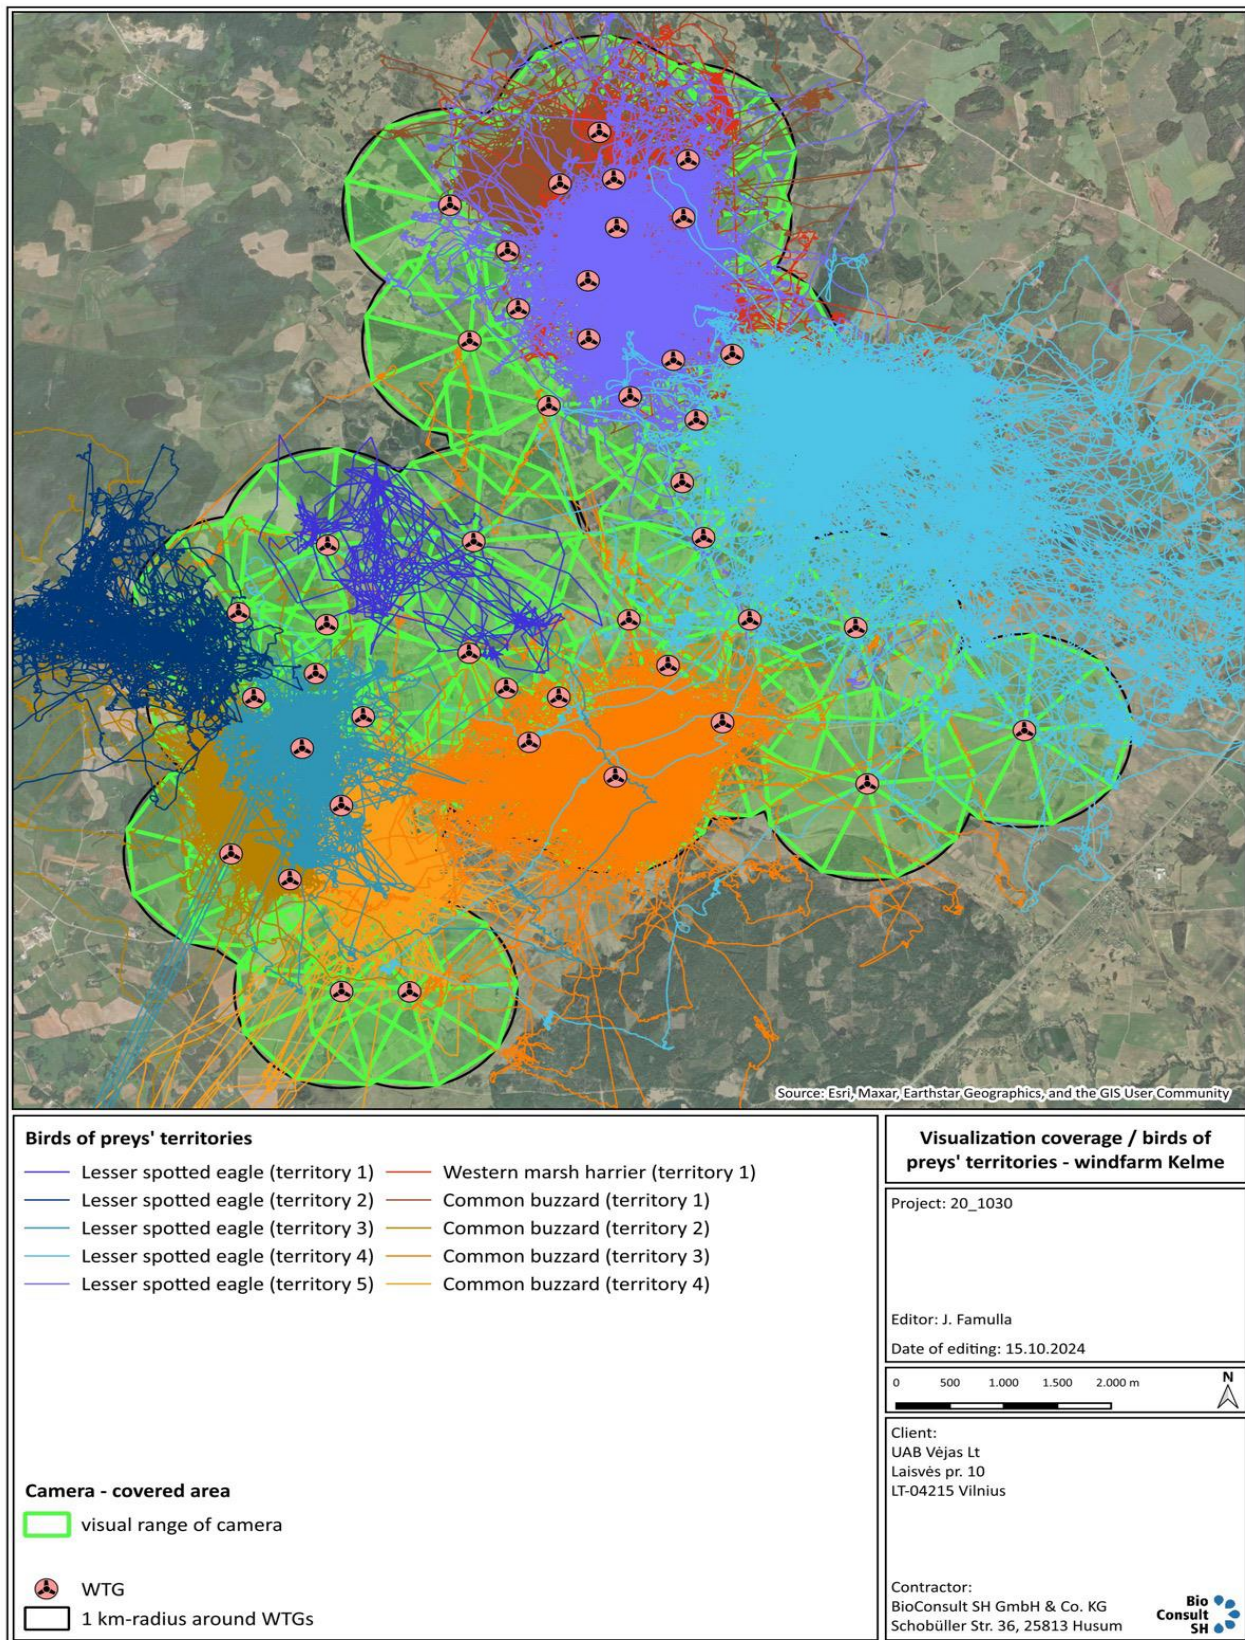 Source: Esri, Maxar, Earthstar Geographics, and the GIS User Community
Birds of preys' territories
Lesser spotted eagle (territory 1)
Lesser spotted eagle (territory 2)
Lesser spotted eagle (territory 3)
Lesser spotted eagle (territory 4)
Lesser spotted eagle (territory 5)
Western marsh harrier (territory 1)
Common buzzard (territory 1)
Common buzzard (territory 2)
Common buzzard (territory 3)
Common buzzard (territory 4)
Camera - covered area
visual range of camera
WTG
1 km-radius around WTGs
Visualization coverage / birds of
preys' territories - windfarm Kelme
Project: 20_1030
Editor: J. Famulla
Date of editing: 15.10.2024
0 500 1.000 1.500 2.000 m
N
Client:
UAB Vėjas Lt
Laisvės pr. 10
LT-04215 Vilnius
Contractor:
BioConsult SH GmbH & Co. KG
Schobüller Str. 36, 25813 Husum
Bio
Consult
SH